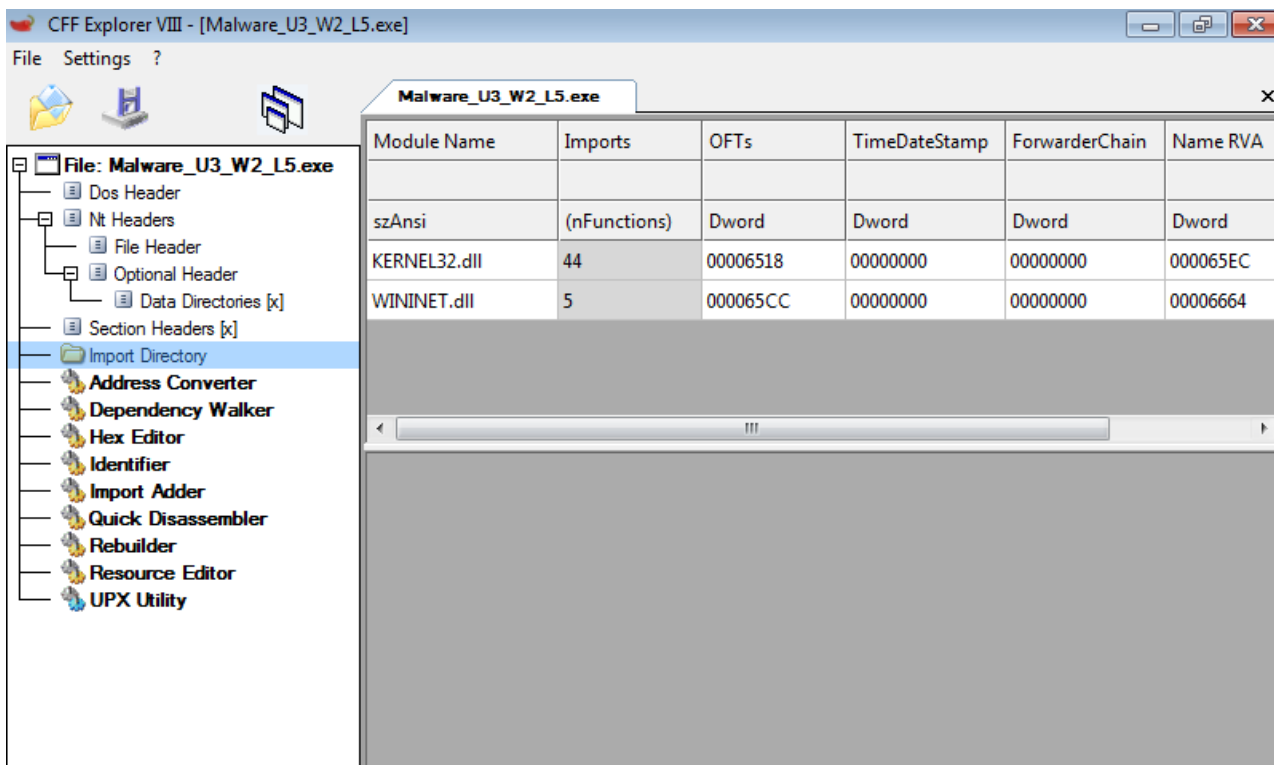 CFF Explorer VIII - [Malware_U3_W2_L5.exe]
File Settings ?
Malware_U3_W2_L5.exe
File: Malware_U3_W2_L5.exe
Dos Header
Nt Headers
File Header
Optional Header
Data Directories [x]
Section Headers [x]
Import Directory
Address Converter
Dependency Walker
Hex Editor
Identifier
Import Adder
Quick Disassembler
Rebuilder
Resource Editor
UPX Utility
Module Name Imports OFTs TimeDateStamp ForwarderChain Name RVA
szAnsi (nFunctions) Dword Dword Dword Dword
KERNEL32.dll 44 00006518 00000000 00000000 000065EC
WININET.dll 5 000065CC 00000000 00000000 00006664